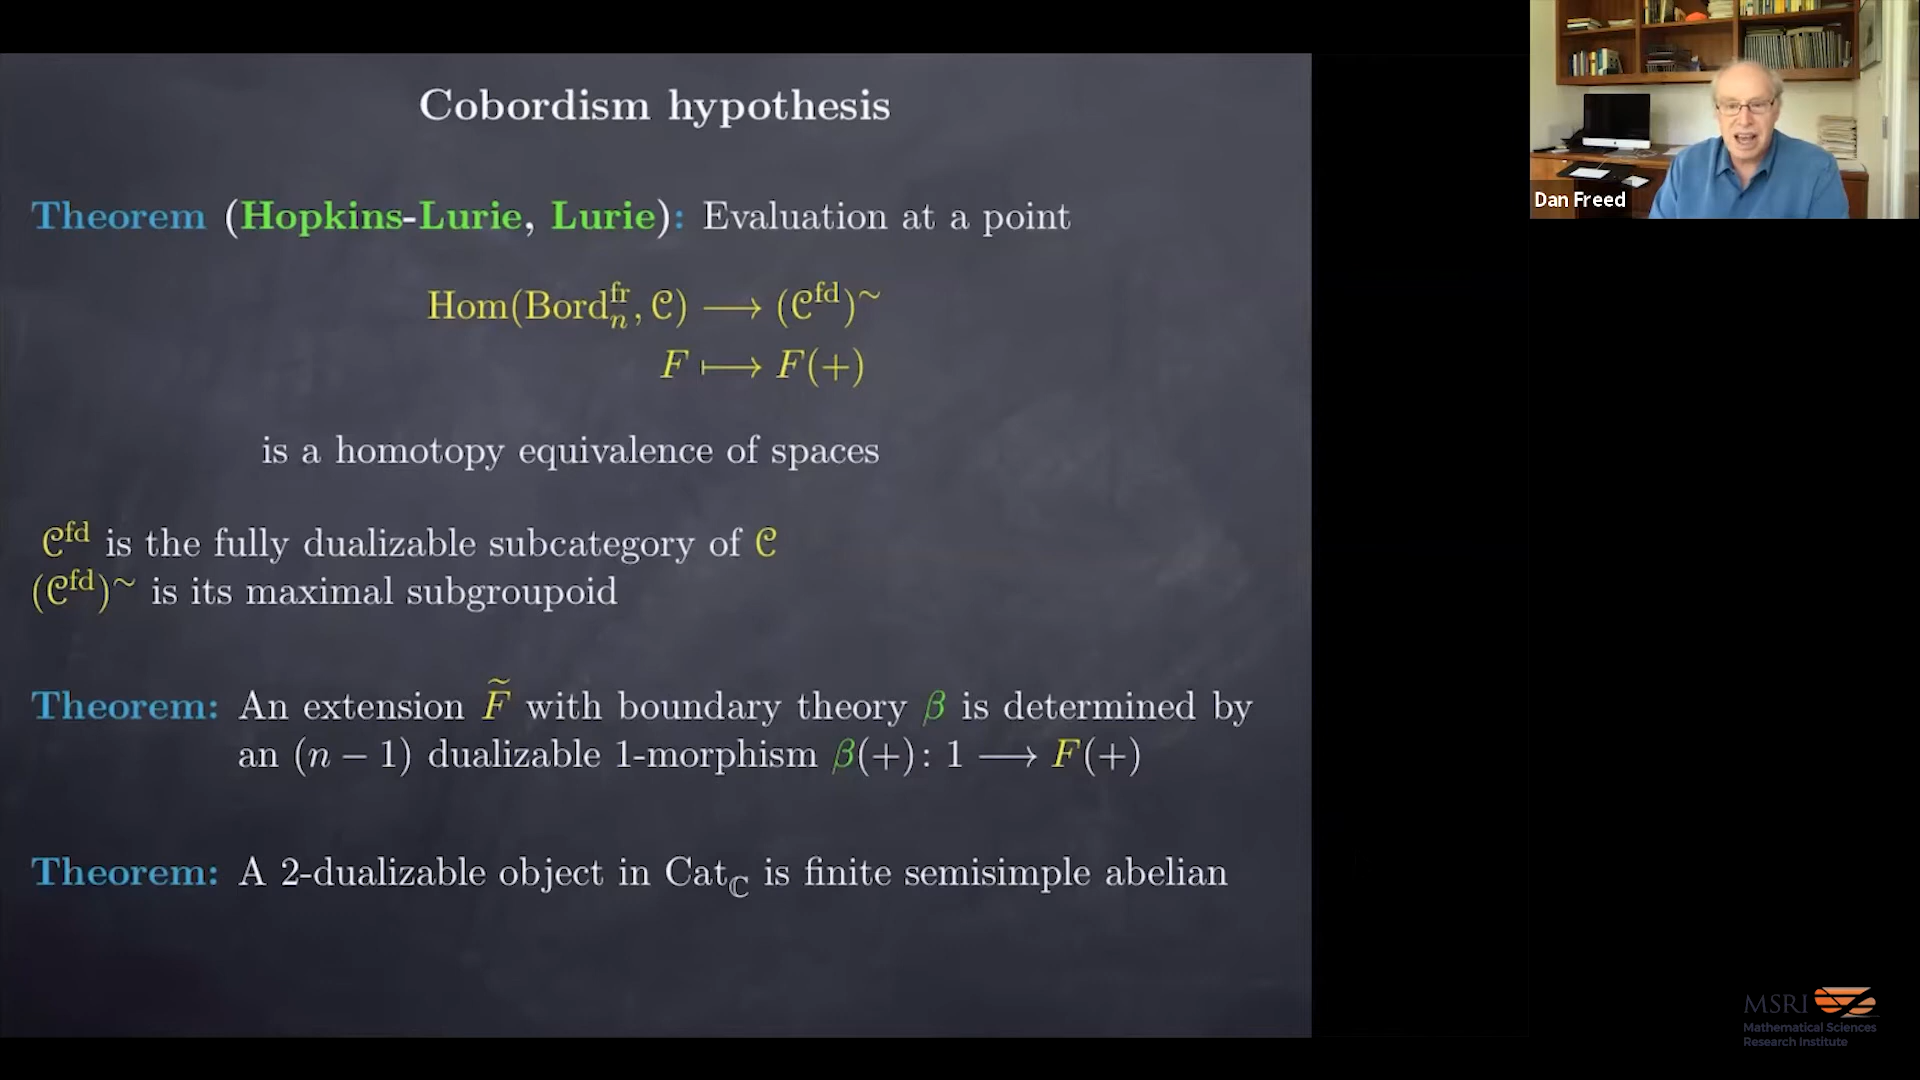 Cobordism hypothesis
Theorem (Hopkins-Lurie, Lurie): Evaluation at a point
Hom(Bord_n^fr, 𝒞) ⟶ (𝒞^fd)^~
F ⟼ F(+)
is a homotopy equivalence of spaces
𝒞^fd is the fully dualizable subcategory of 𝒞
(𝒞^fd)^~ is its maximal subgroupoid
Theorem: An extension F̃ with boundary theory β is determined by
an (n − 1) dualizable 1-morphism β(+): 1 ⟶ F(+)
Theorem: A 2-dualizable object in Cat_ℂ is finite semisimple abelian
Dan Freed
MSRI
Mathematical Sciences
Research Institute